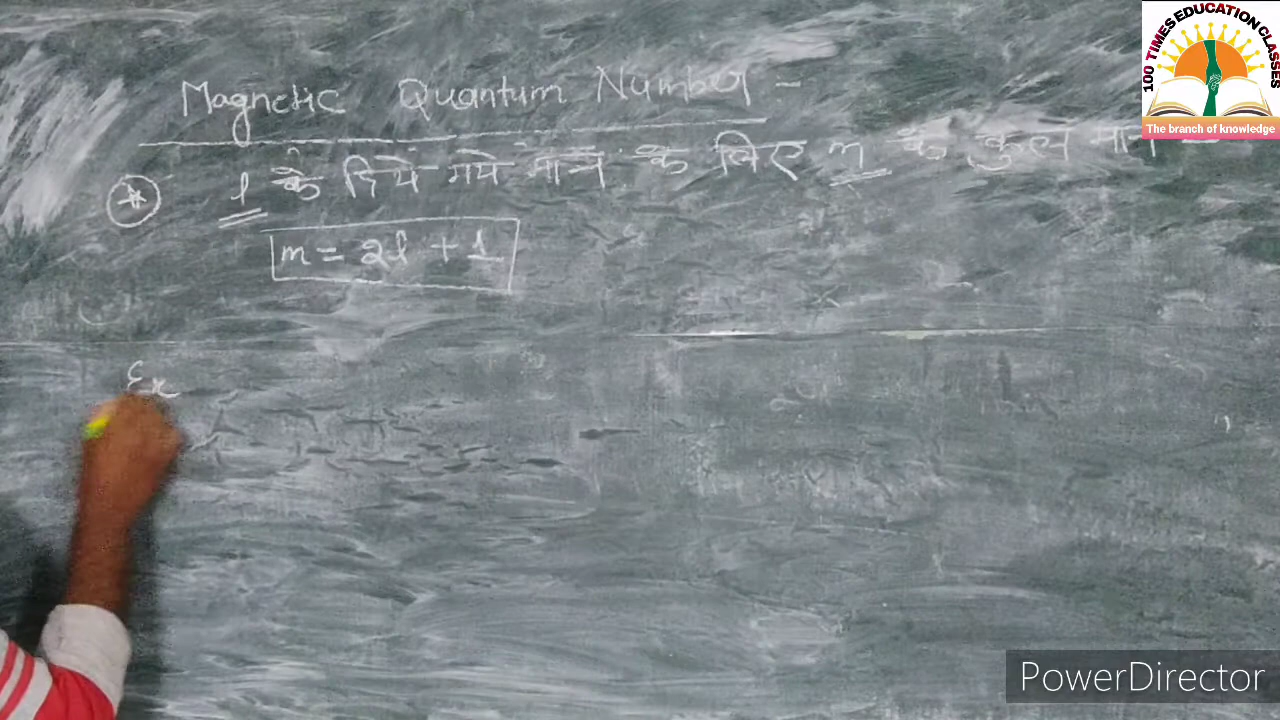 Magnetic Quantum Number =
l के दिये गये मान के लिए m के कुल मान -
m = 2l + 1
Ex
100 TIMES EDUCATION CLASSES
The branch of knowledge
PowerDirector